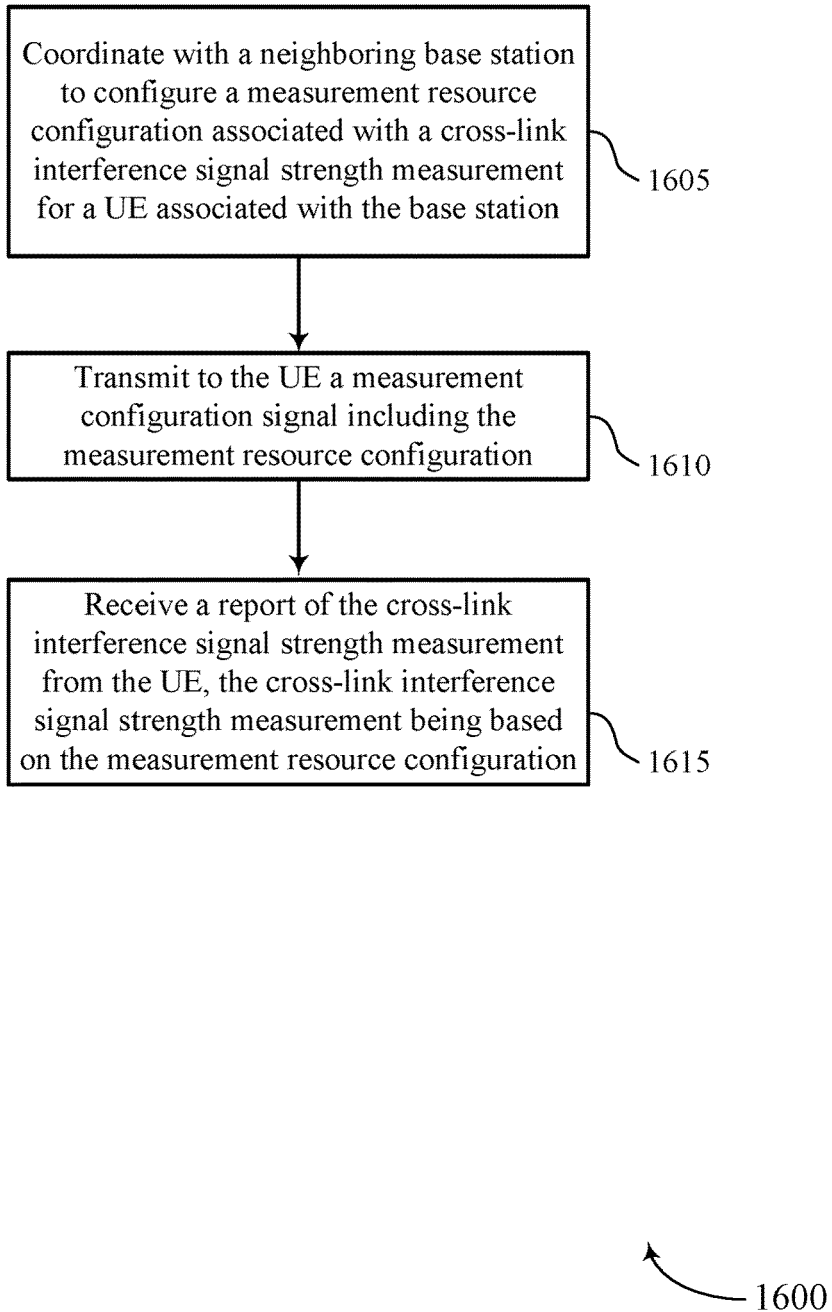 Coordinate with a neighboring base station
to configure a measurement resource
configuration associated with a cross-link
interference signal strength measurement
for a UE associated with the base station
1605
Transmit to the UE a measurement
configuration signal including the
measurement resource configuration
1610
Receive a report of the cross-link
interference signal strength measurement
from the UE, the cross-link interference
signal strength measurement being based
on the measurement resource configuration
1615
1600